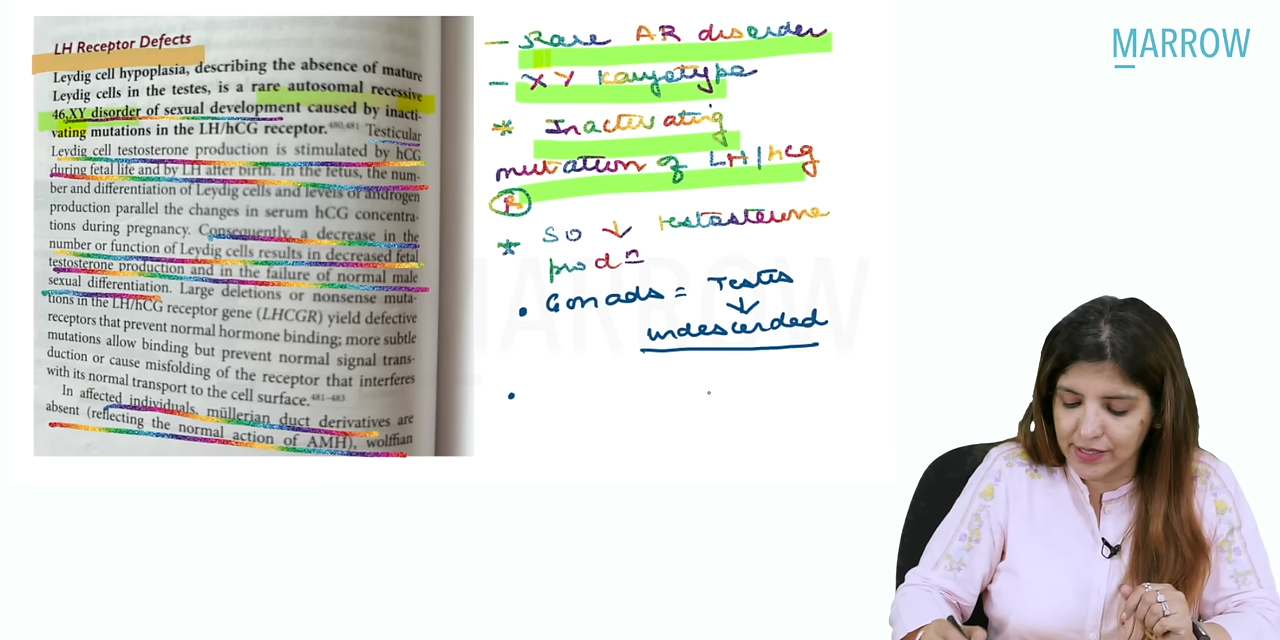 LH Receptor Defects
Leydig cell hypoplasia, describing the absence of mature
Leydig cells in the testes, is a rare autosomal recessive
46,XY disorder of sexual development caused by inacti-
vating mutations in the LH/hCG receptor.480,481 Testicular
Leydig cell testosterone production is stimulated by hCG
during fetal life and by LH after birth. In the fetus, the num-
ber and differentiation of Leydig cells and levels of androgen
production parallel the changes in serum hCG concentra-
tions during pregnancy. Consequently, a decrease in the
number or function of Leydig cells results in decreased fetal
testosterone production and in the failure of normal male
sexual differentiation. Large deletions or nonsense muta-
tions in the LH/hCG receptor gene (LHCGR) yield defective
receptors that prevent normal hormone binding; more subtle
mutations allow binding but prevent normal signal trans-
duction or cause misfolding of the receptor that interferes
with its normal transport to the cell surface.481-483
In affected individuals, müllerian duct derivatives are
absent (reflecting the normal action of AMH), wolffian
- Rare AR disorder
- XY Karyotype
* Inactivating
mutation of LH/hcg
R
* So ↓ testosterone
prodn
• Gonads = Testis
↓
undescended
MARROW
MARROW